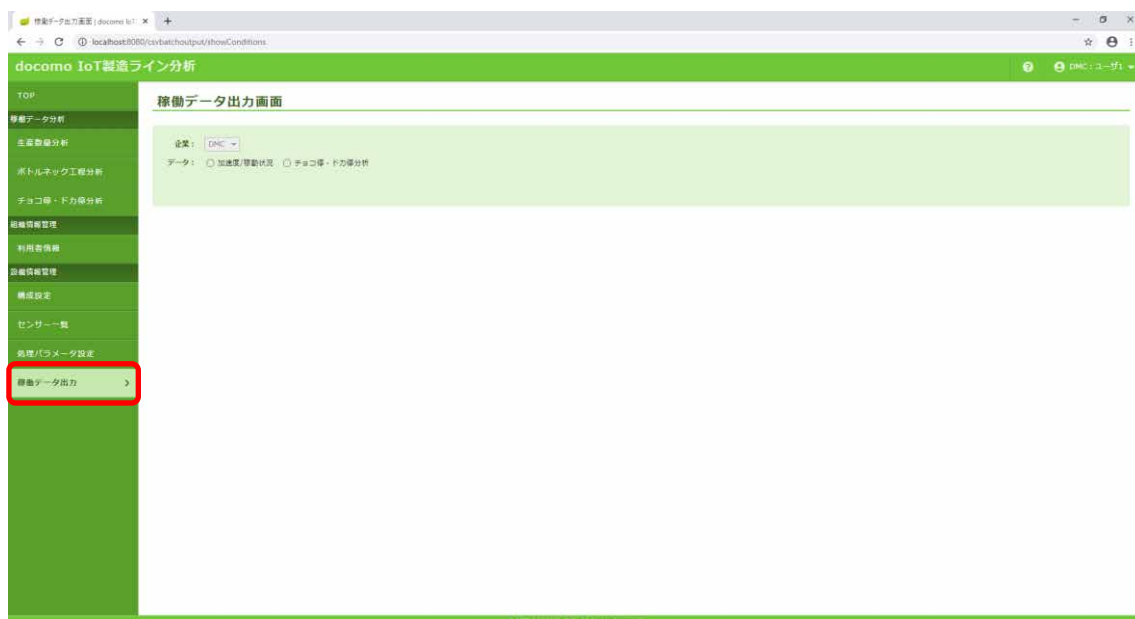 稼働データ出力画面 | docomo IoT
localhost:8080/csvbatchoutput/showConditions
docomo IoT製造ライン分析
DMC : ユーザ1
TOP
稼働データ分析
生産数量分析
ボトルネック工程分析
チョコ停・ドカ停分析
組織情報管理
利用者情報
設備情報管理
構成設定
センサー一覧
処理パラメータ設定
稼働データ出力
稼働データ出力画面
企業 : DMC
データ : 加速度/稼動状況 チョコ停・ドカ停分析